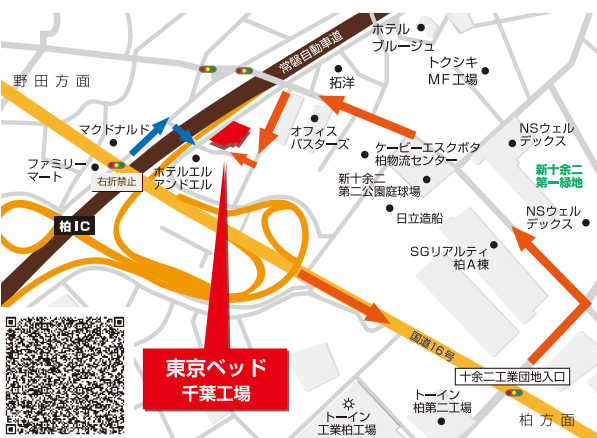 ホテル
ブルージュ
常磐自動車道
トクシキ
MF工場
野田方面
拓洋
マクドナルド
オフィス
バスターズ
NSウェル
デックス
ケービーエスクボタ
柏物流センター
ファミリー
マート
右折禁止
ホテルエル
アンドエル
新十余二
第二公園庭球場
新十余二
第一緑地
NSウェル
デックス
日立造船
柏IC
SGリアルティ
柏A棟
国道16号
東京ベッド
千葉工場
十余二工業団地入口
トーイン
工業柏工場
トーイン
柏第二工場
柏方面